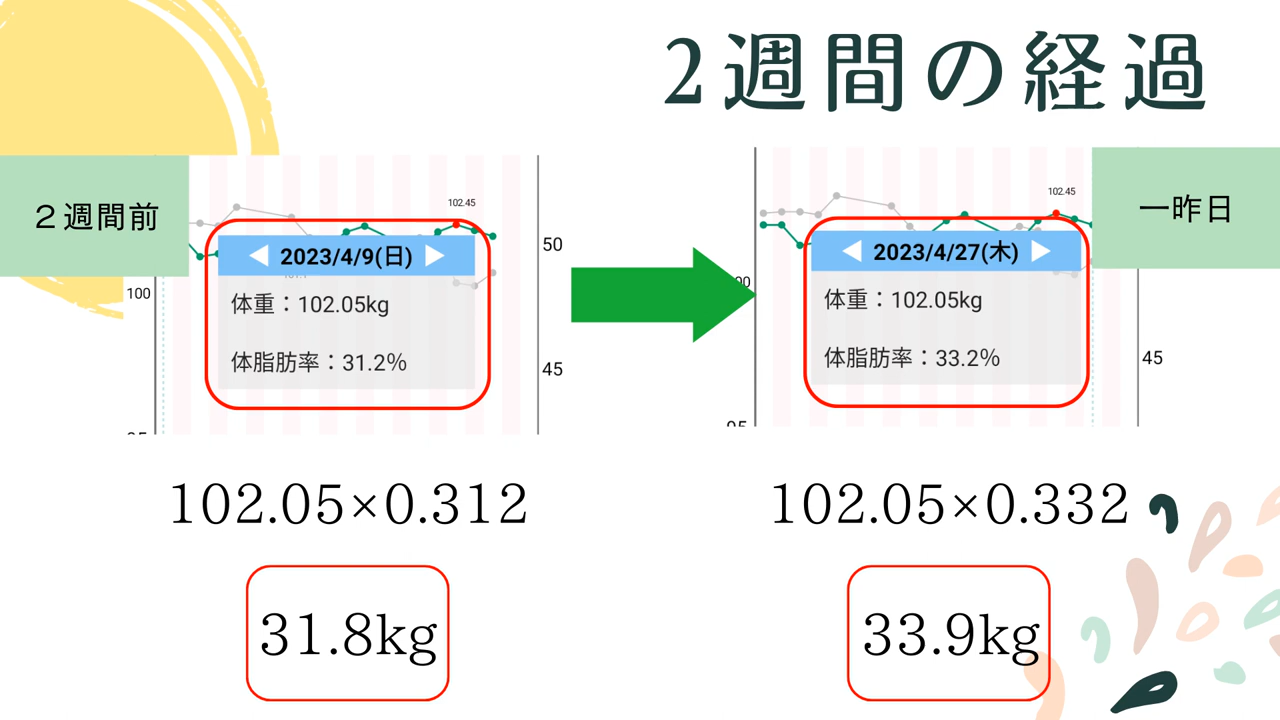 2週間の経過
２週間前
一昨日
102.45
2023/4/9(日)
体重：102.05kg
体脂肪率：31.2%
50
45
100
102.45
2023/4/27(木)
体重：102.05kg
体脂肪率：33.2%
45
102.05×0.312
102.05×0.332
31.8kg
33.9kg